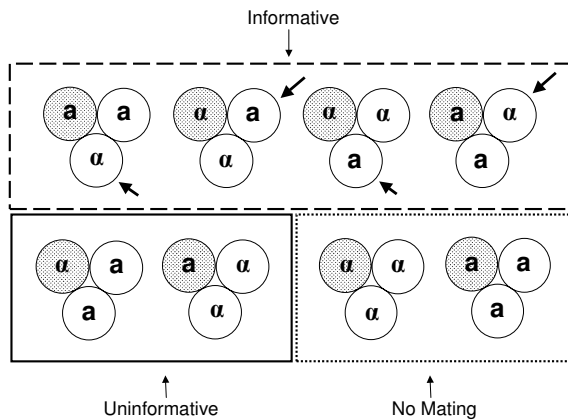 Informative
a a α a α α a α
α α a a
α a a α α α a a
a α α a
Uninformative No Mating